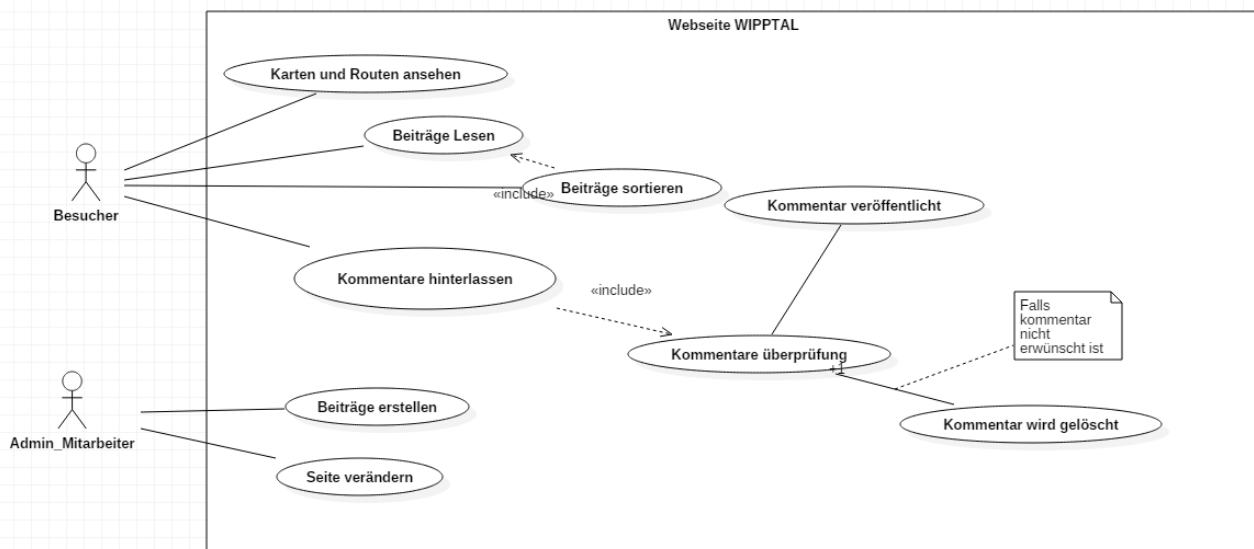 Webseite WIPPTAL
Karten und Routen ansehen
Beiträge Lesen
Besucher
«include»
Beiträge sortieren
Kommentar veröffentlicht
Kommentare hinterlassen
«include»
Falls
kommentar
nicht
erwünscht ist
Kommentare überprüfung
+1
Admin_Mitarbeiter
Beiträge erstellen
Kommentar wird gelöscht
Seite verändern